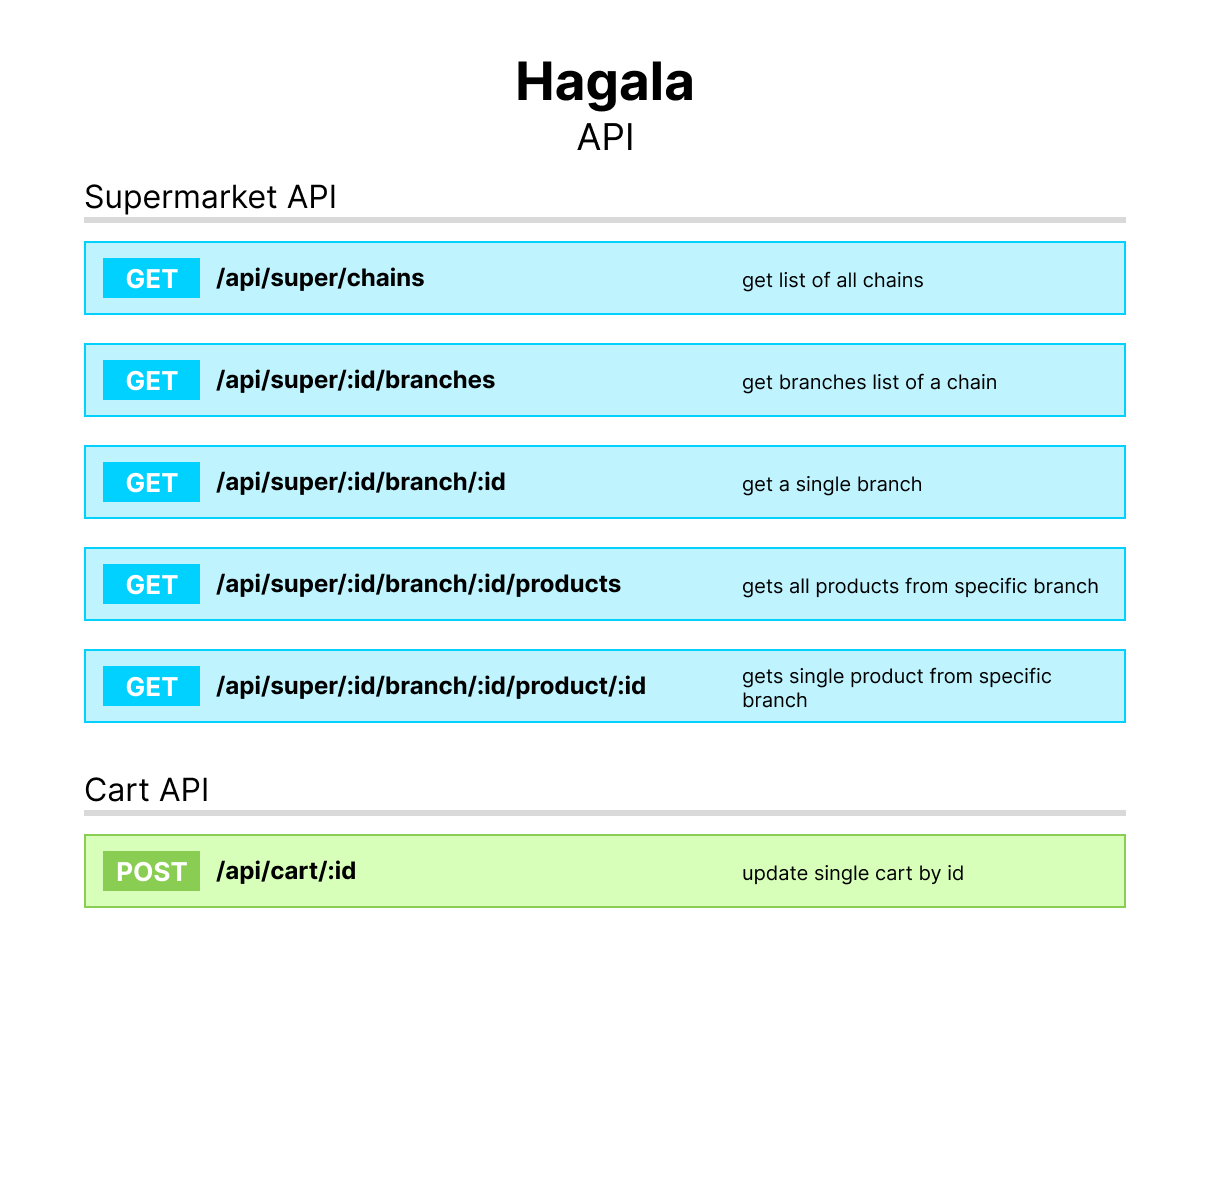 Hagala
API
Supermarket API
GET /api/super/chains get list of all chains
GET /api/super/:id/branches get branches list of a chain
GET /api/super/:id/branch/:id get a single branch
GET /api/super/:id/branch/:id/products gets all products from specific branch
GET /api/super/:id/branch/:id/product/:id gets single product from specific
branch
Cart API
POST /api/cart/:id update single cart by id